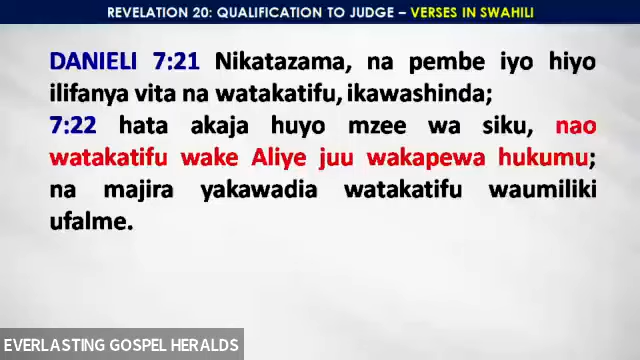 REVELATION 20: QUALIFICATION TO JUDGE – VERSES IN SWAHILI
DANIELI 7:21 Nikatazama, na pembe iyo hiyo
ilifanya vita na watakatifu, ikawashinda;
7:22 hata akaja huyo mzee wa siku, nao
watakatifu wake Aliye juu wakapewa hukumu;
na majira yakawadia watakatifu waumiliki
ufalme.
EVERLASTING GOSPEL HERALDS